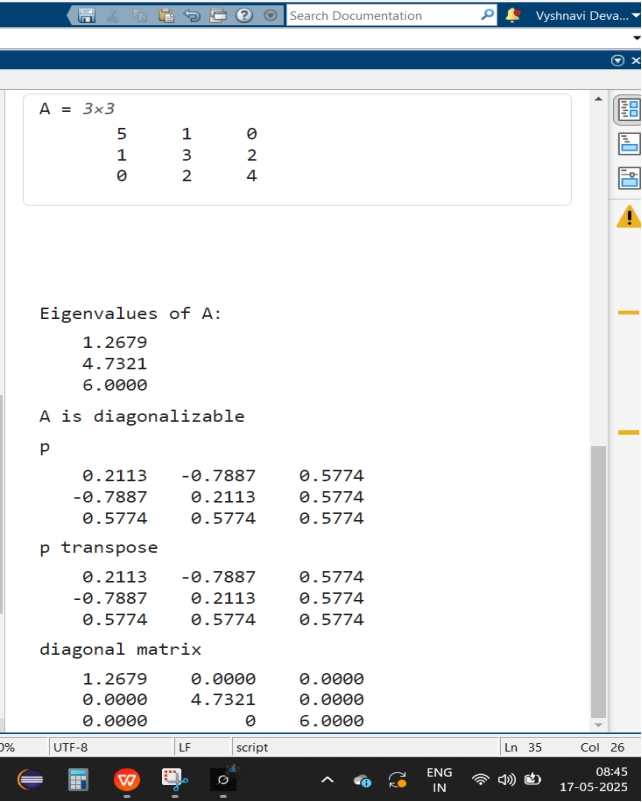 Search Documentation
Vyshnavi Deva...
A = 3×3
5 1 0
1 3 2
0 2 4
Eigenvalues of A:
1.2679
4.7321
6.0000
A is diagonalizable
p
0.2113 -0.7887 0.5774
-0.7887 0.2113 0.5774
0.5774 0.5774 0.5774
p transpose
0.2113 -0.7887 0.5774
-0.7887 0.2113 0.5774
0.5774 0.5774 0.5774
diagonal matrix
1.2679 0.0000 0.0000
0.0000 4.7321 0.0000
0.0000 0 6.0000
0% UTF-8 LF script Ln 35 Col 26
ENG 08:45
IN 17-05-2025